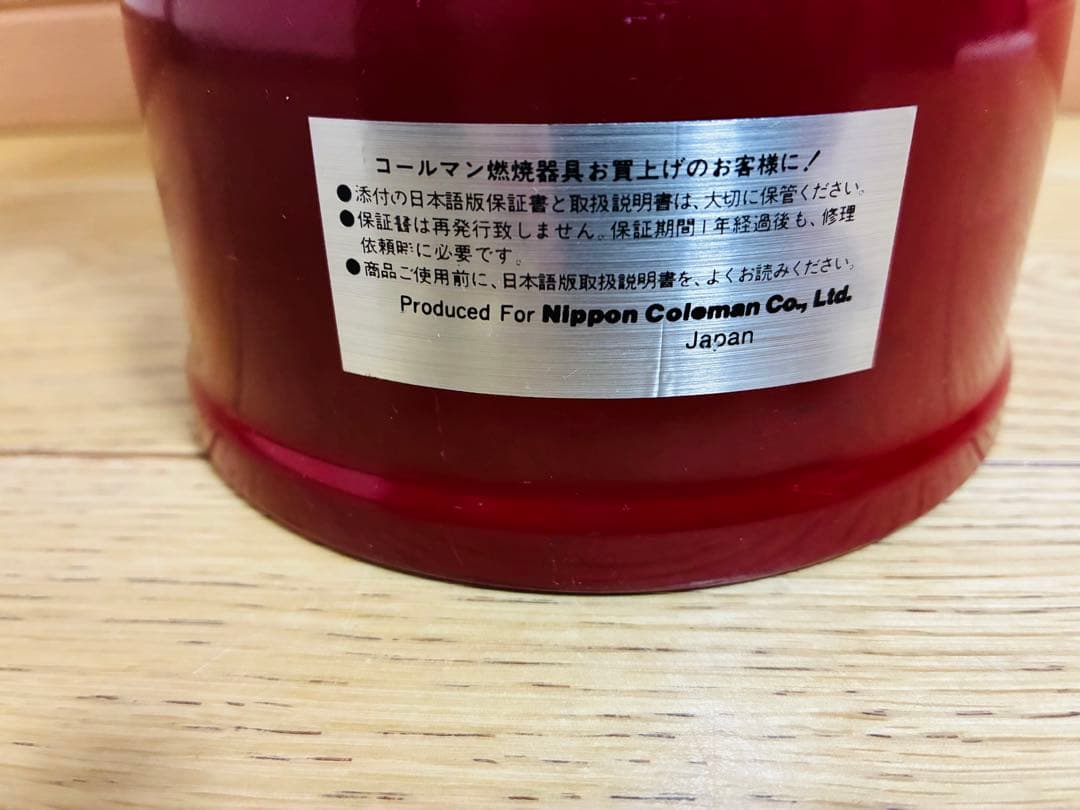 コールマン燃焼器具お買上げのお客様に!
●添付の日本語版保証書と取扱説明書は、大切に保管ください。
●保証書は再発行致しません。保証期間1年経過後も、修理
依頼時に必要です。
●商品ご使用前に、日本語版取扱説明書を、よくお読みください。
Produced For Nippon Coleman Co., Ltd.
Japan